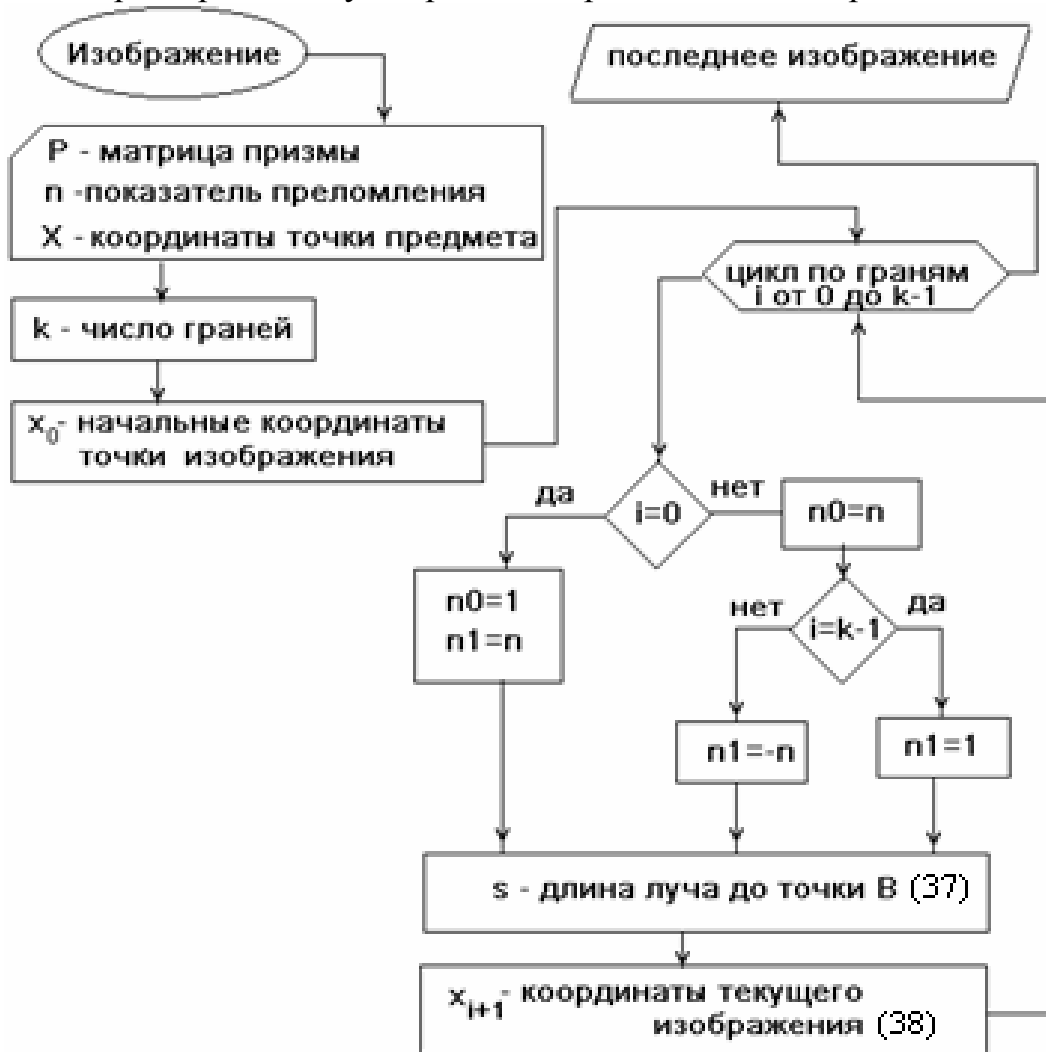 Изображение
последнее изображение
P - матрица призмы
n -показатель преломления
X - координаты точки предмета
цикл по граням
i от 0 до k-1
k - число граней
x0- начальные координаты
точки изображения
да
i=0
нет
n0=n
n0=1
n1=n
нет
i=k-1
да
n1=-n
n1=1
s - длина луча до точки B (37)
xi+1- координаты текущего
изображения (38)